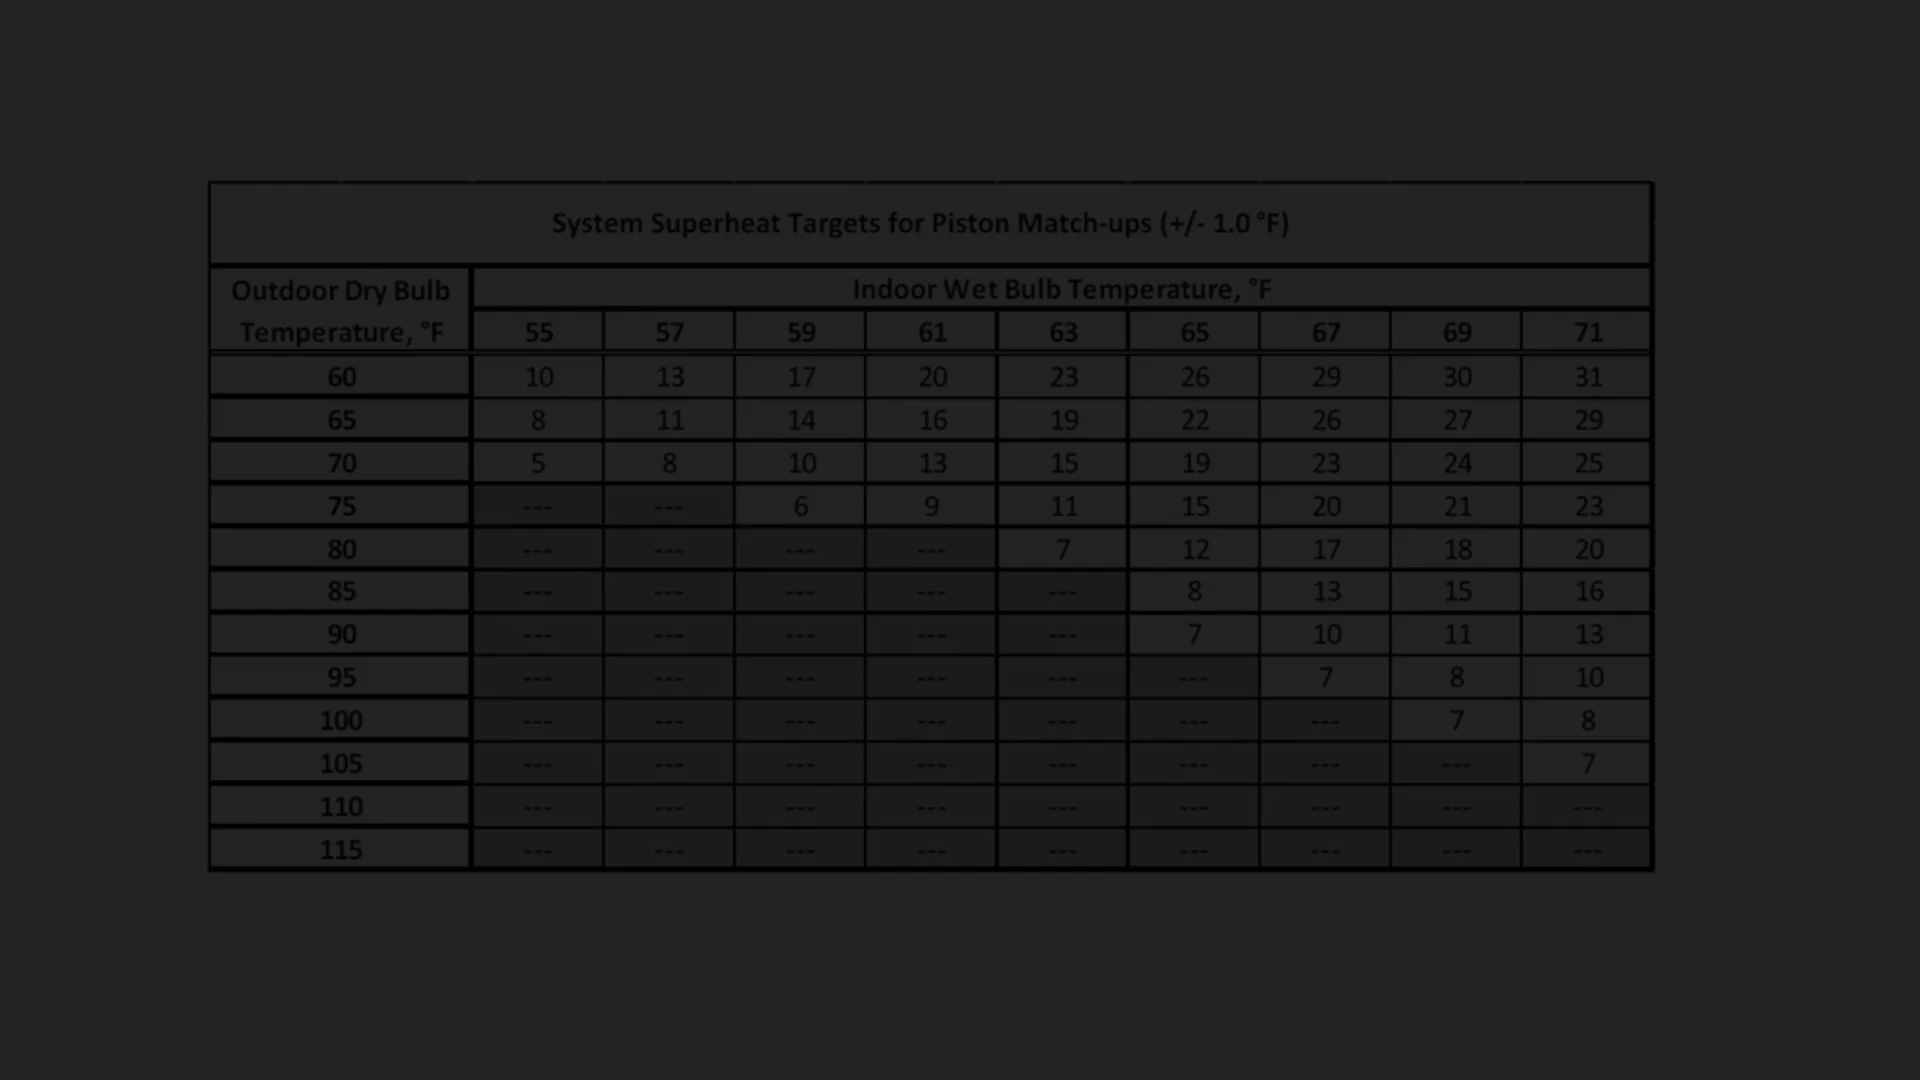 System Superheat Targets for Piston Match-ups (+/- 1.0 °F)
Outdoor Dry Bulb Temperature, °F
Indoor Wet Bulb Temperature, °F
55 57 59 61 63 65 67 69 71
60 10 13 17 20 23 26 29 30 31
65 8 11 14 16 19 22 26 27 29
70 5 8 10 13 15 19 23 24 25
75 --- --- 6 9 11 15 20 21 23
80 --- --- --- --- 7 12 17 18 20
85 --- --- --- --- --- 8 13 15 16
90 --- --- --- --- --- 7 10 11 13
95 --- --- --- --- --- --- 7 8 10
100 --- --- --- --- --- --- --- 7 8
105 --- --- --- --- --- --- --- --- 7
110 --- --- --- --- --- --- --- --- ---
115 --- --- --- --- --- --- --- --- ---